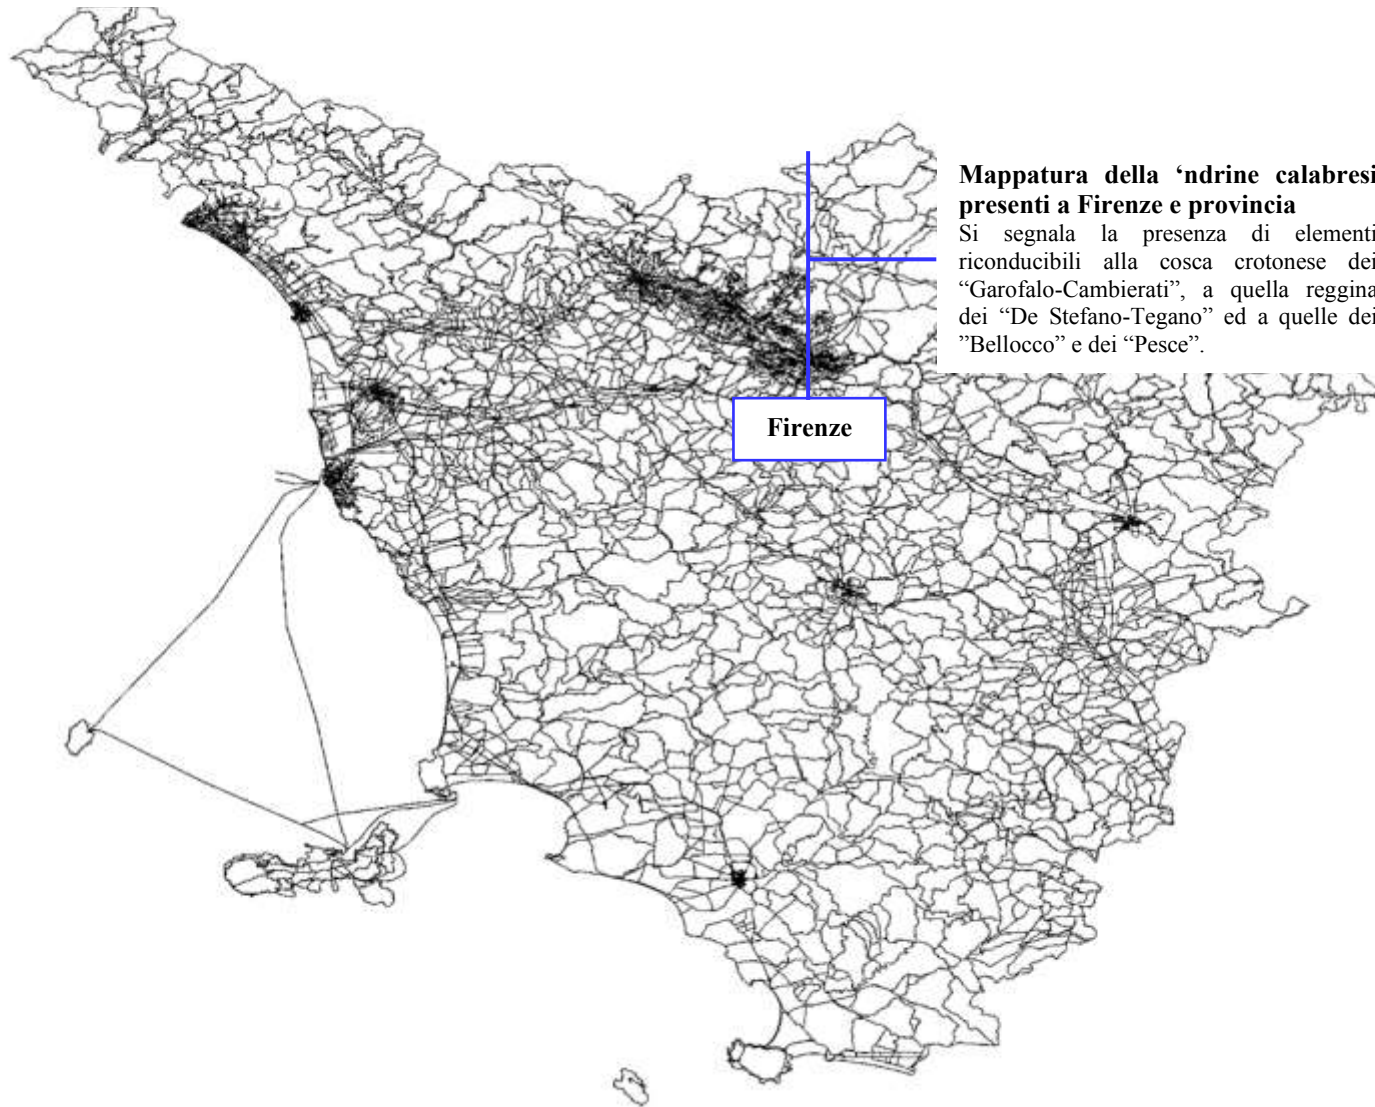 Mappatura della ‘ndrine calabresi
presenti a Firenze e provincia
Si segnala la presenza di elementi
riconducibili alla cosca crotonese dei
“Garofalo-Cambierati”, a quella reggina
dei “De Stefano-Tegano” ed a quelle dei
”Bellocco” e dei “Pesce”.
Firenze